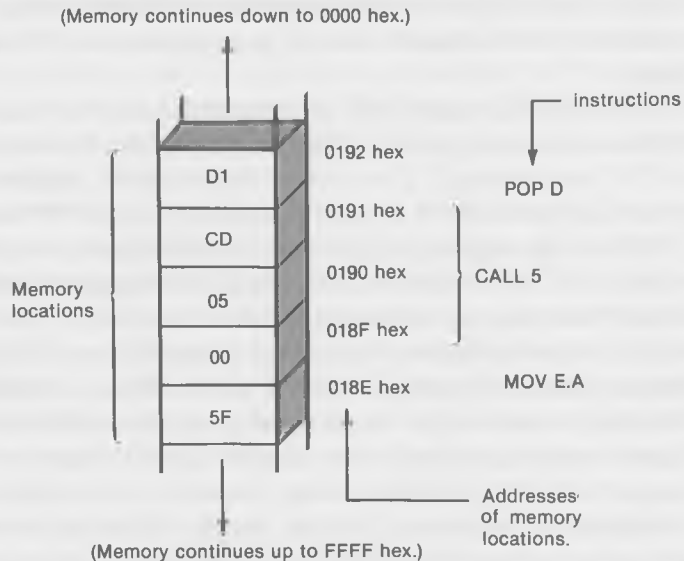 (Memory continues down to 0000 hex.)
instructions
0192 hex
D1
POP D
0191 hex
CD
0190 hex
CALL 5
Memory
locations
05
018F hex
00
018E hex
MOV E.A
5F
Addresses
of memory
locations.
(Memory continues up to FFFF hex.)